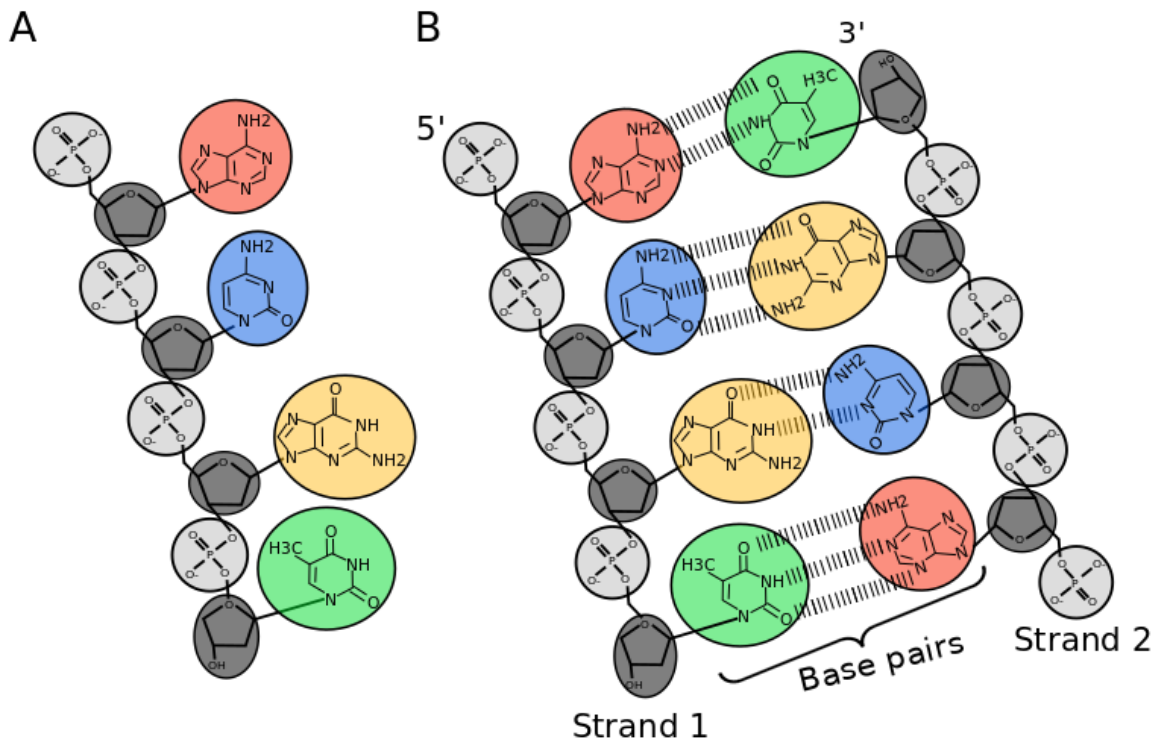 A
O O-
P
O- O
O
NH2
N N
N N
O O
P O-
O- O
O
NH2
N
N O
O O
P O-
O- O
O
O
N NH
N N NH2
O O
P O-
O- O
O
H3C O
NH
N O
OH
B
5'
3'
O O-
P
O- O
O
NH2
N N
N N
O H3C
NH
O N
HO
O
O
P O-
O- O
O O
P O-
O- O
O
NH2
N
N O
O N
NH N
NH2 N
O
O
P O-
O- O
O O
P O-
O- O
O
O
N NH
N N NH2
NH2
N
O N
O
O
P O-
O- O
O O
P O-
O- O
O
H3C O
NH
N O
OH
NH2
N N
N N
O
O
P O-
O- O
Base pairs
Strand 1
Strand 2